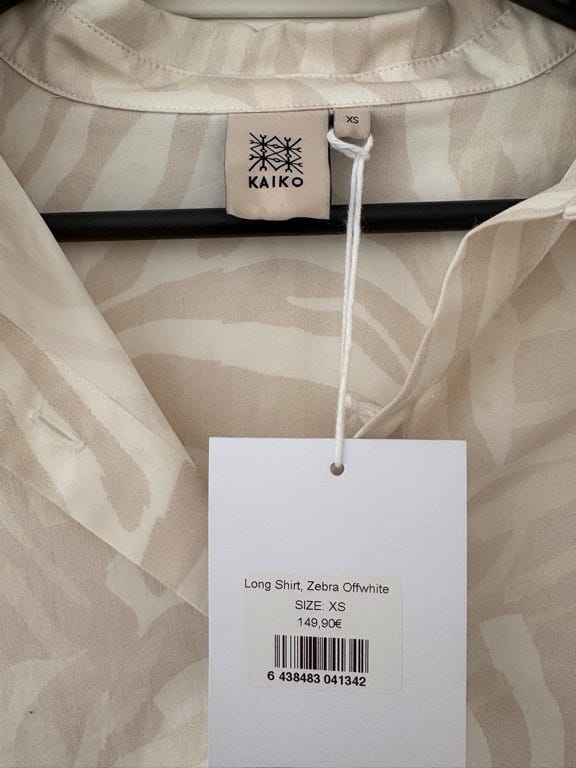 XS
KAIKO
Long Shirt, Zebra Offwhite
SIZE: XS
149,90€
6 438483 041342